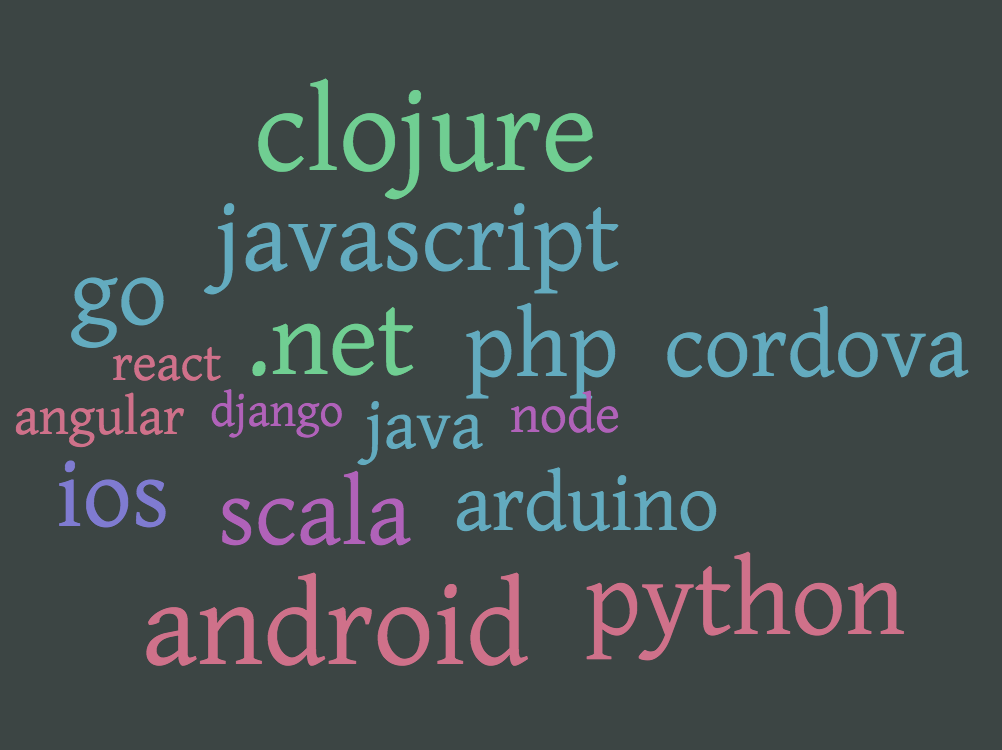 clojure
javascript
go
.net php cordova
react
angular django java node
ios scala arduino
android python